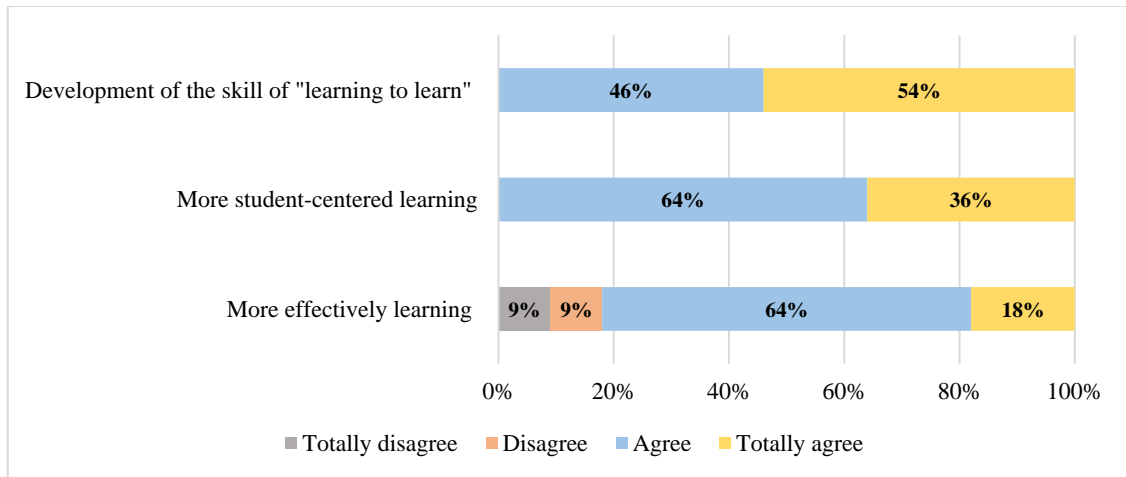 Development of the skill of "learning to learn"
46%
54%
More student-centered learning
64%
36%
More effectively learning
9%
9%
64%
18%
0%
20%
40%
60%
80%
100%
Totally disagree
Disagree
Agree
Totally agree